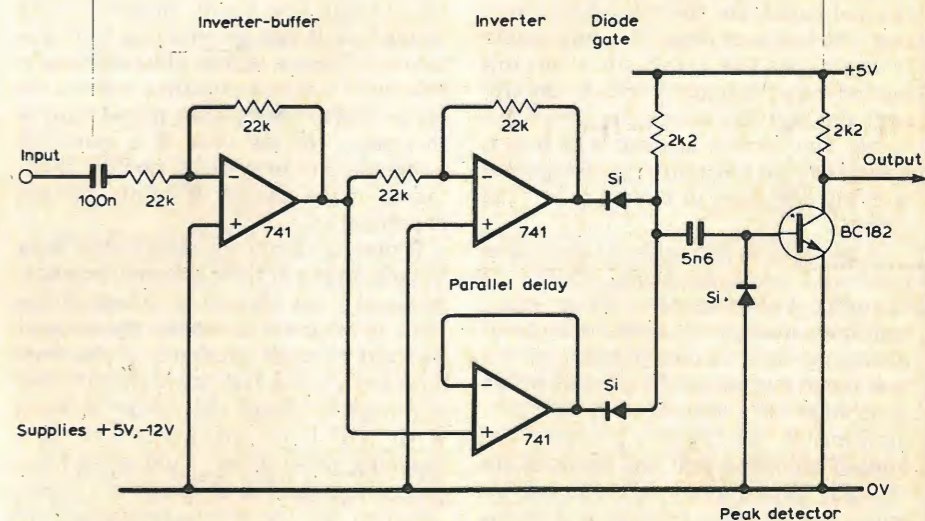 Inverter-buffer
Inverter
Diode
gate
+5V
22k
22k
2k2
2k2
Input
Output
100n
22k
−
+
741
22k
−
+
741
Si
BC182
5n6
Parallel delay
Si
−
+
741
Si
Supplies +5V,-12V
0V
Peak detector